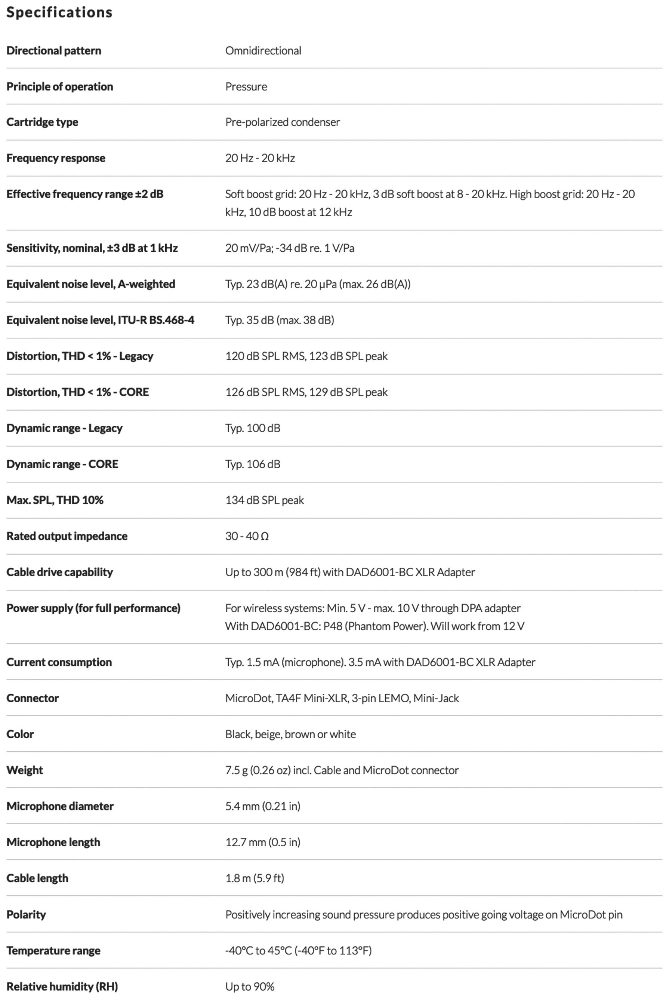 Specifications
Directional pattern Omnidirectional
Principle of operation Pressure
Cartridge type Pre-polarized condenser
Frequency response 20 Hz - 20 kHz
Effective frequency range ±2 dB Soft boost grid: 20 Hz - 20 kHz, 3 dB soft boost at 8 - 20 kHz. High boost grid: 20 Hz - 20
kHz, 10 dB boost at 12 kHz
Sensitivity, nominal, ±3 dB at 1 kHz 20 mV/Pa; -34 dB re. 1 V/Pa
Equivalent noise level, A-weighted Typ. 23 dB(A) re. 20 µPa (max. 26 dB(A))
Equivalent noise level, ITU-R BS.468-4 Typ. 35 dB (max. 38 dB)
Distortion, THD < 1% - Legacy 120 dB SPL RMS, 123 dB SPL peak
Distortion, THD < 1% - CORE 126 dB SPL RMS, 129 dB SPL peak
Dynamic range - Legacy Typ. 100 dB
Dynamic range - CORE Typ. 106 dB
Max. SPL, THD 10% 134 dB SPL peak
Rated output impedance 30 - 40 Ω
Cable drive capability Up to 300 m (984 ft) with DAD6001-BC XLR Adapter
Power supply (for full performance) For wireless systems: Min. 5 V - max. 10 V through DPA adapter
With DAD6001-BC: P48 (Phantom Power). Will work from 12 V
Current consumption Typ. 1.5 mA (microphone). 3.5 mA with DAD6001-BC XLR Adapter
Connector MicroDot, TA4F Mini-XLR, 3-pin LEMO, Mini-Jack
Color Black, beige, brown or white
Weight 7.5 g (0.26 oz) incl. Cable and MicroDot connector
Microphone diameter 5.4 mm (0.21 in)
Microphone length 12.7 mm (0.5 in)
Cable length 1.8 m (5.9 ft)
Polarity Positively increasing sound pressure produces positive going voltage on MicroDot pin
Temperature range -40°C to 45°C (-40°F to 113°F)
Relative humidity (RH) Up to 90%